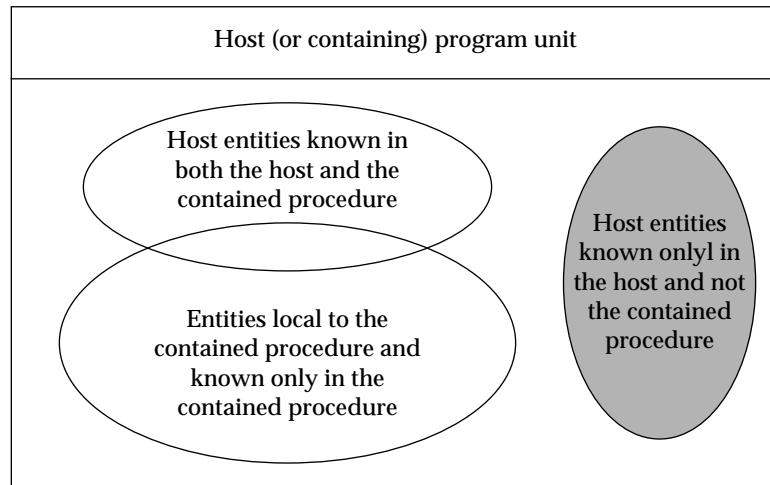 Host (or containing) program unit
Host entities known in
both the host and the
contained procedure
Host entities
known onlyl in
the host and not
the contained
procedure
Entities local to the
contained procedure and
known only in the
contained procedure